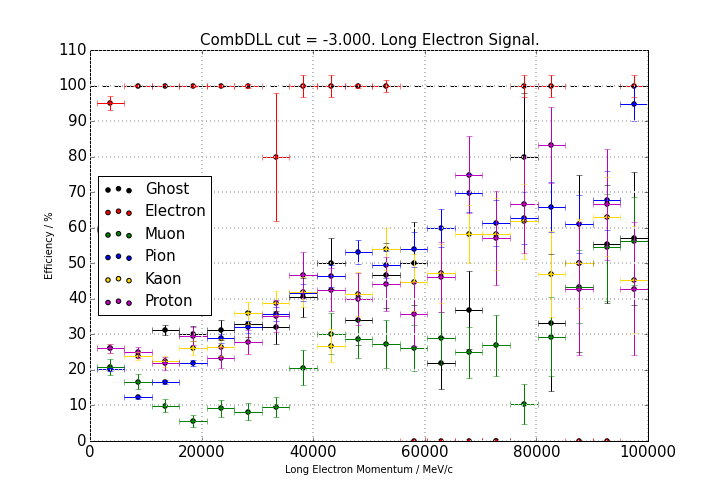 CombDLL cut = -3.000. Long Electron Signal.
110
100
90
80
70
60
50
40
30
20
10
0
Efficiency / %
Ghost
Electron
Muon
Pion
Kaon
Proton
0 20000 40000 60000 80000 100000
Long Electron Momentum / MeV/c